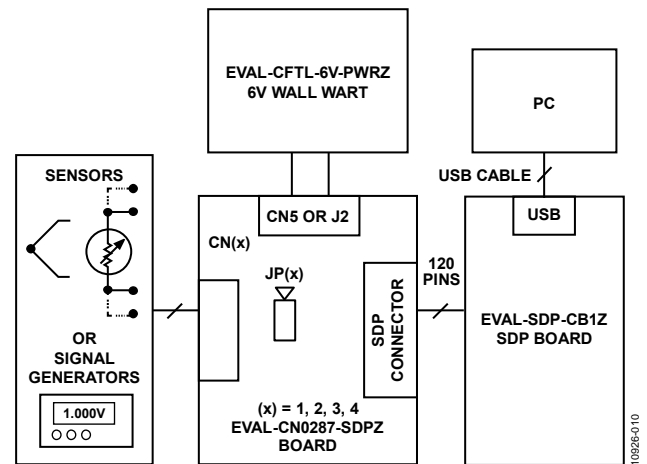 EVAL-CFTL-6V-PWRZ
6V WALL WART
PC
SENSORS
USB CABLE
CN5 OR J2
USB
CN(x)
JP(x)
120
PINS
SDP
CONNECTOR
EVAL-SDP-CB1Z
SDP BOARD
OR
SIGNAL
GENERATORS
1.000V
(x) = 1, 2, 3, 4
EVAL-CN0287-SDPZ
BOARD
10926-010